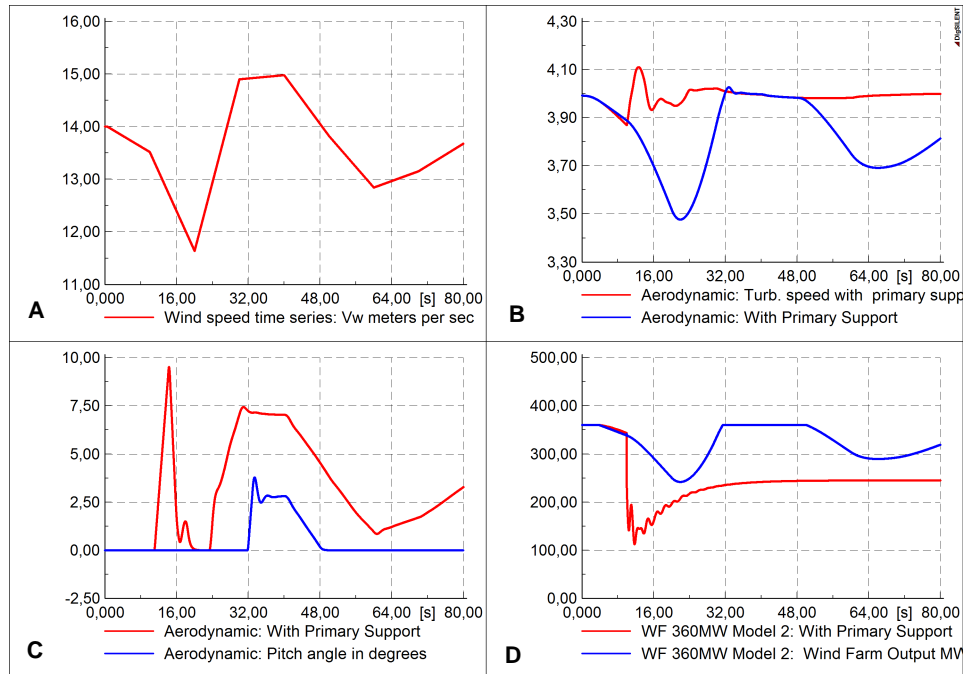 16,00
15,00
14,00
13,00
12,00
11,00
0,000 16,00 32,00 48,00 64,00 [s] 80,00
A
Wind speed time series: Vw meters per sec
4,30
4,10
3,90
3,70
3,50
3,30
0,000 16,00 32,00 48,00 64,00 [s] 80,00
B
Aerodynamic: Turb. speed with primary supp
Aerodynamic: With Primary Support
DIgSILENT
10,00
7,50
5,00
2,50
0,00
-2,50
0,000 16,00 32,00 48,00 64,00 [s] 80,00
C
Aerodynamic: With Primary Support
Aerodynamic: Pitch angle in degrees
500,00
400,00
300,00
200,00
100,00
0,00
0,000 16,00 32,00 48,00 64,00 [s] 80,00
D
WF 360MW Model 2: With Primary Support
WF 360MW Model 2: Wind Farm Output MW